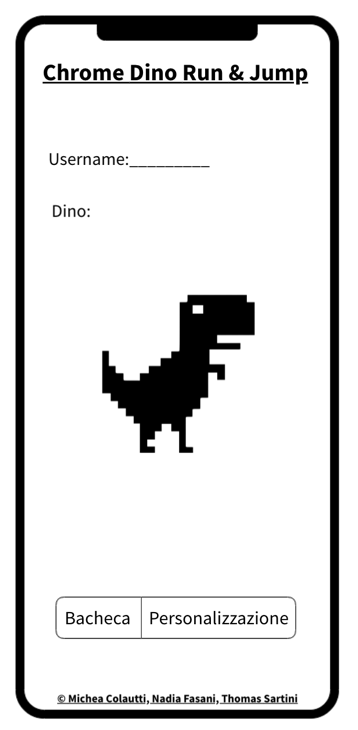 Chrome Dino Run & Jump
Username:_________
Dino:
Bacheca Personalizzazione
© Michea Colautti, Nadia Fasani, Thomas Sartini